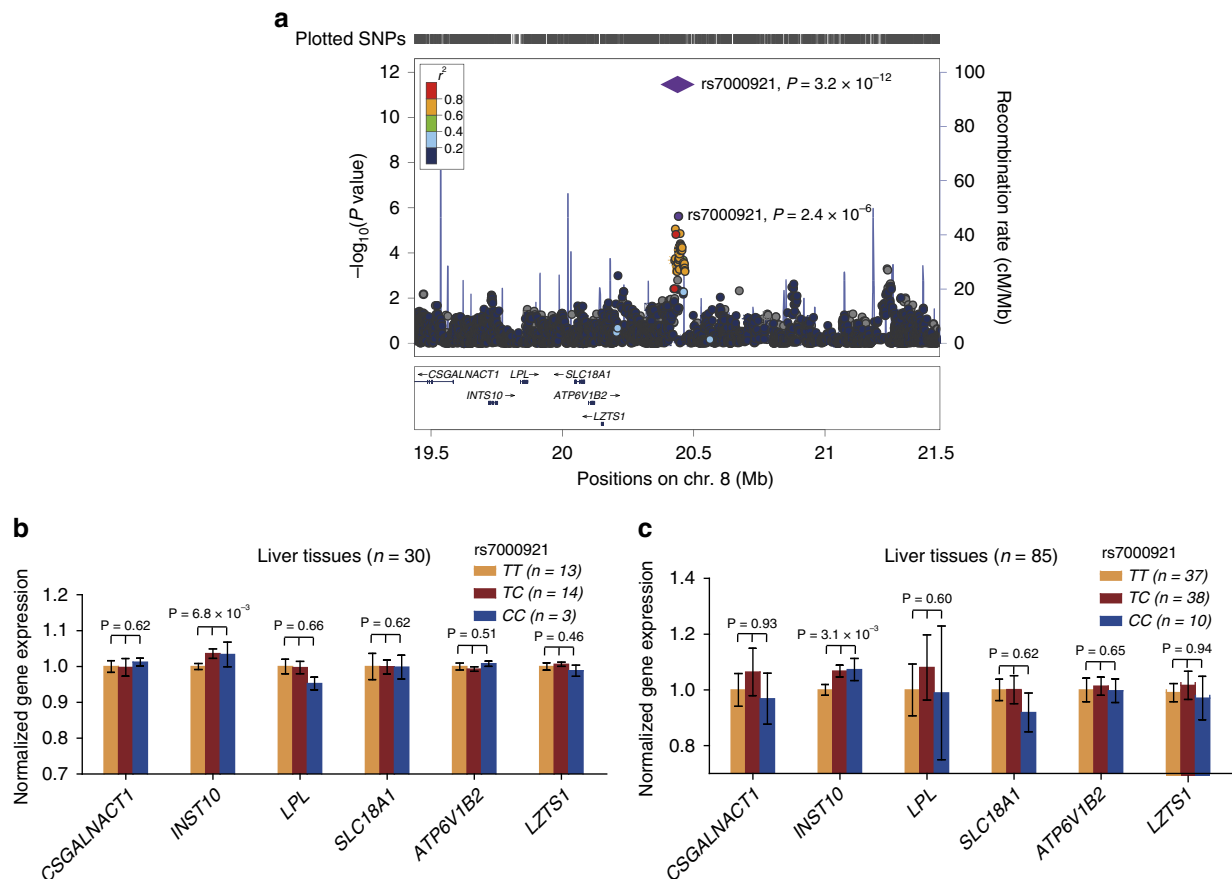 a
Plotted SNPs
r²
0.8
0.6
0.4
0.2
rs7000921, P = 3.2 × 10⁻¹²
rs7000921, P = 2.4 × 10⁻⁶
12
10
8
6
4
2
0
−log₁₀(P value)
100
80
60
40
20
0
Recombination rate (cM/Mb)
←CSGALNACT1 LPL→ ←SLC18A1
INTS10 → ATP6V1B2 →
←LZTS1
19.5 20 20.5 21 21.5
Positions on chr. 8 (Mb)
b
Liver tissues (n = 30)
rs7000921
TT (n = 13)
TC (n = 14)
CC (n = 3)
Normalized gene expression
1.2
1.1
1.0
0.9
0.8
0.7
P = 0.62
P = 6.8 × 10⁻³
P = 0.66
P = 0.62
P = 0.51
P = 0.46
CSGALNACT1
INST10
LPL
SLC18A1
ATP6V1B2
LZTS1
c
Liver tissues (n = 85)
rs7000921
TT (n = 37)
TC (n = 38)
CC (n = 10)
Normalized gene expression
1.4
1.2
1.0
0.8
P = 0.93
P = 3.1 × 10⁻³
P = 0.60
P = 0.62
P = 0.65
P = 0.94
CSGALNACT1
INST10
LPL
SLC18A1
ATP6V1B2
LZTS1